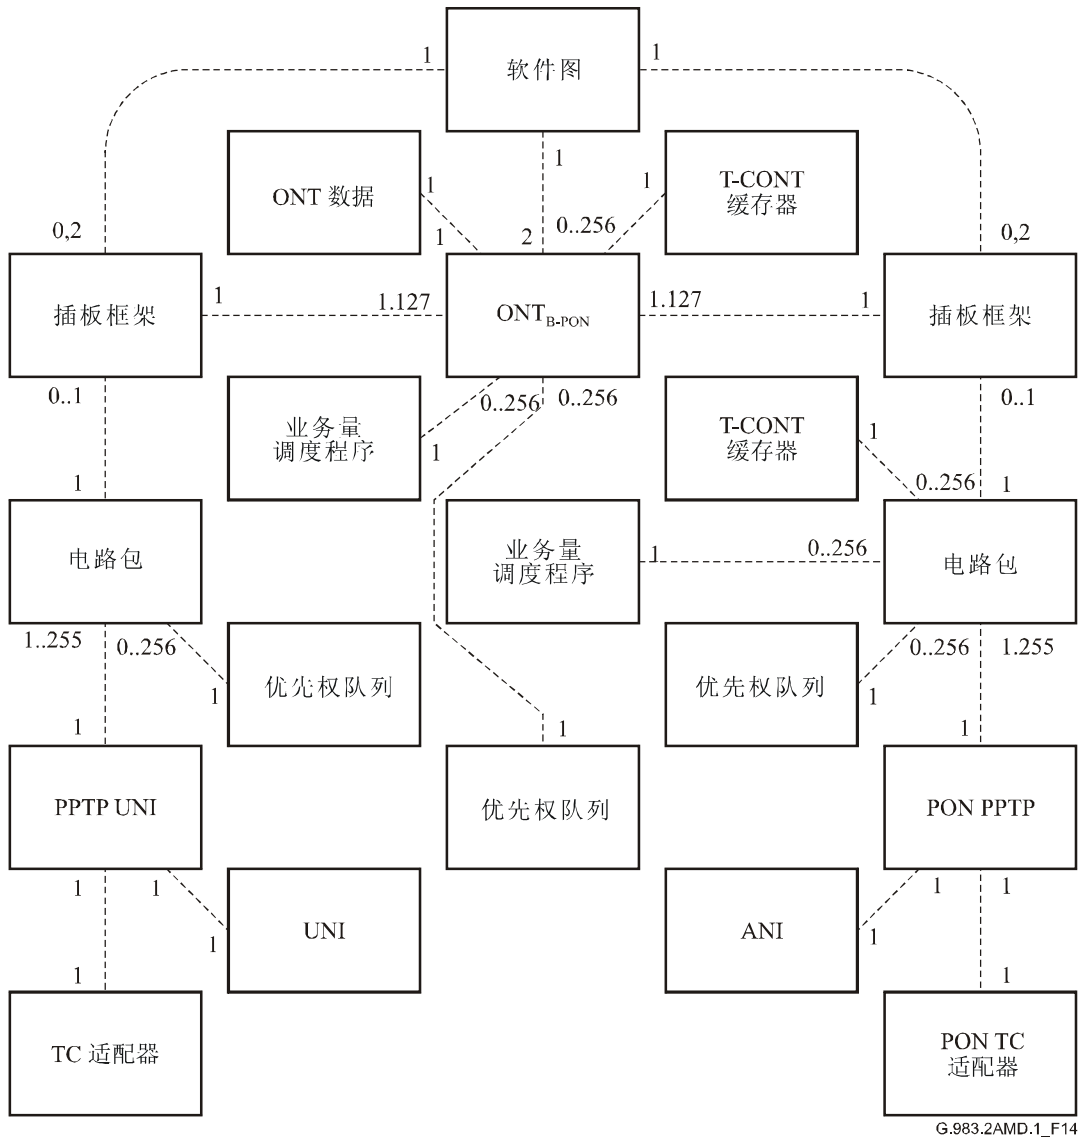 1
软件图
1
1
ONT 数据
1
1
T-CONT
缓存器
0..256
0,2
1
2
0,2
插板框架
1
1.127
ONT_B-PON
1.127
1
插板框架
0..1
0..256
0..256
0..1
业务量
调度程序
1
T-CONT
缓存器
1
1
0..256
1
电路包
业务量
调度程序
1
0..256
电路包
1..255
0..256
0..256
1.255
优先权队列
1
优先权队列
1
1
1
1
PPTP UNI
优先权队列
PON PPTP
1
1
1
1
UNI
1
ANI
1
1
1
TC 适配器
PON TC
适配器
G.983.2AMD.1_F14